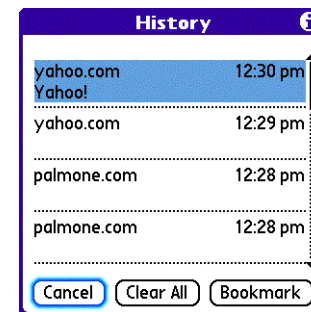 History
yahoo.com 12:30 pm
Yahoo!
yahoo.com 12:29 pm
palmone.com 12:28 pm
palmone.com 12:28 pm
Cancel Clear All Bookmark